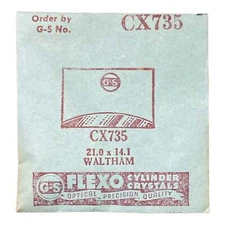 Order by
G-S No.
CX735
G-S
CX735
21.0 x 14.1
WALTHAM
G-S FLEXO CYLINDER CRYSTALS
OPTICAL PRECISION QUALITY